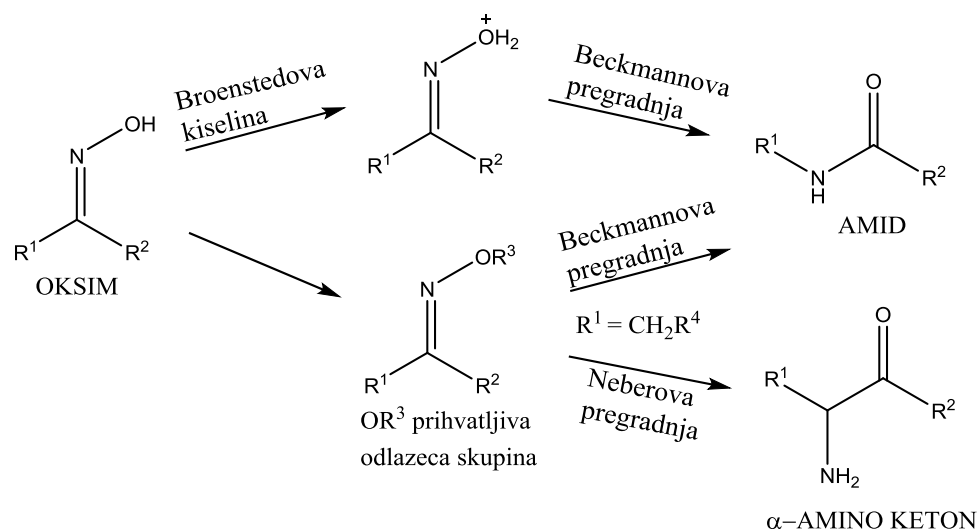 OH
N
R¹
R²
OKSIM
Broenstedova
kiselina
+
OH₂
N
R¹
R²
Beckmannova
pregradnja
O
R¹
N
H
R²
AMID
OR³
N
R¹
R²
OR³ prihvatljiva
odlazeca skupina
Beckmannova
pregradnja
R¹ = CH₂R⁴
Neberova
pregradnja
O
R¹
R²
NH₂
α–AMINO KETON